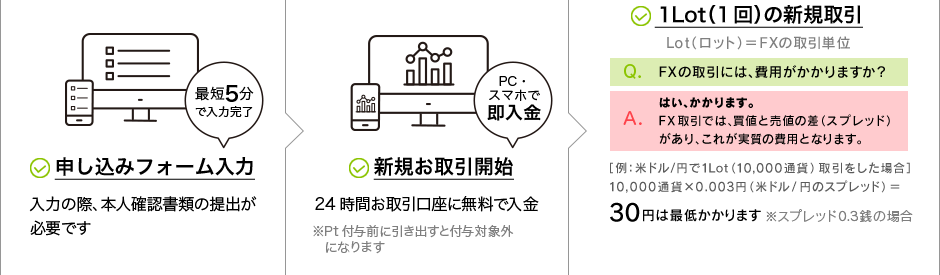 最短5分
で入力完了
申し込みフォーム入力
入力の際、本人確認書類の提出が
必要です
PC・
スマホで
即入金
新規お取引開始
24時間お取引口座に無料で入金
※Pt付与前に引き出すと付与対象外
になります
1Lot(1回)の新規取引
Lot(ロット)=FXの取引単位
Q. FXの取引には、費用がかかりますか?
はい、かかります。
A. FX取引では、買値と売値の差(スプレッド)
があり、これが実質の費用となります。
[例:米ドル/円で1Lot(10,000通貨)取引をした場合]
10,000通貨×0.003円(米ドル/円のスプレッド)=
30円は最低かかります ※スプレッド0.3銭の場合